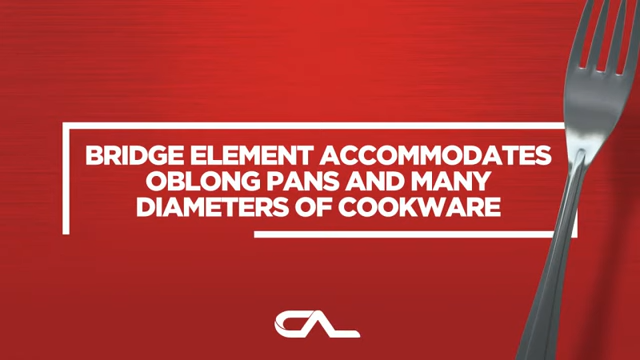 BRIDGE ELEMENT ACCOMMODATES
OBLONG PANS AND MANY
DIAMETERS OF COOKWARE
CAL